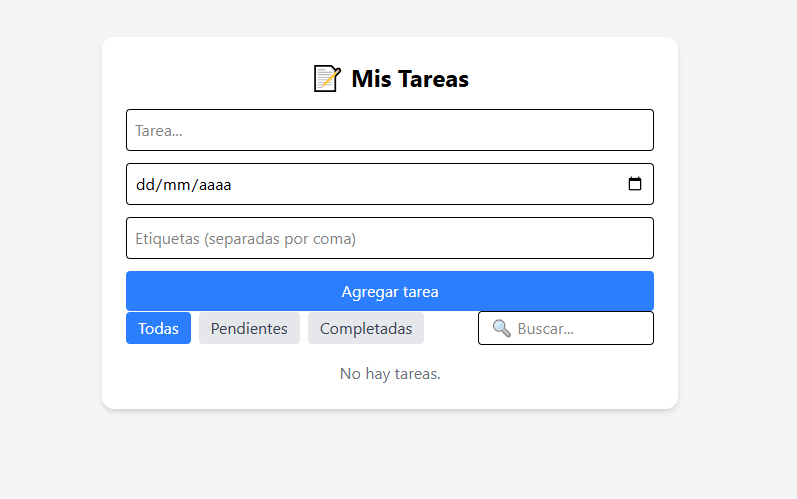 📝 Mis Tareas
Tarea...
dd/mm/aaaa
Etiquetas (separadas por coma)
Agregar tarea
Todas Pendientes Completadas 🔍 Buscar...
No hay tareas.